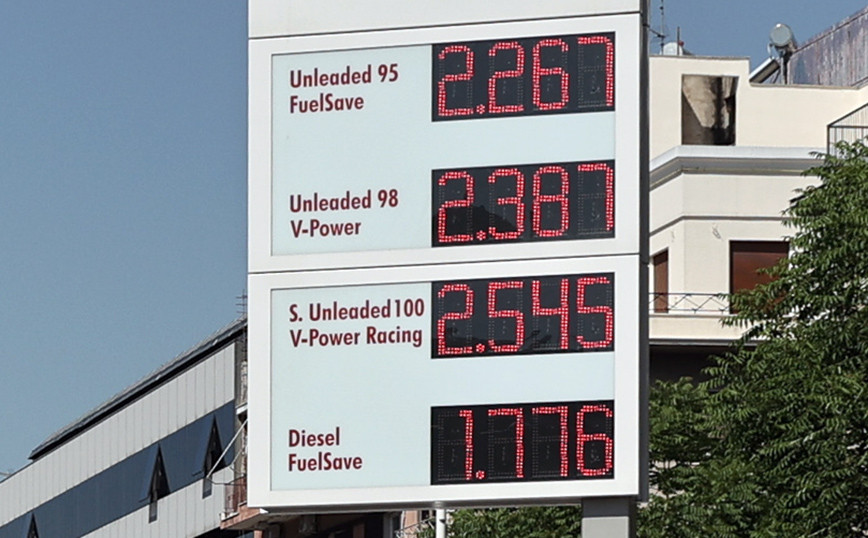 Unleaded 95 2.267
FuelSave
Unleaded 98 2.387
V-Power
S. Unleaded 100 2.545
V-Power Racing
Diesel 1.776
FuelSave